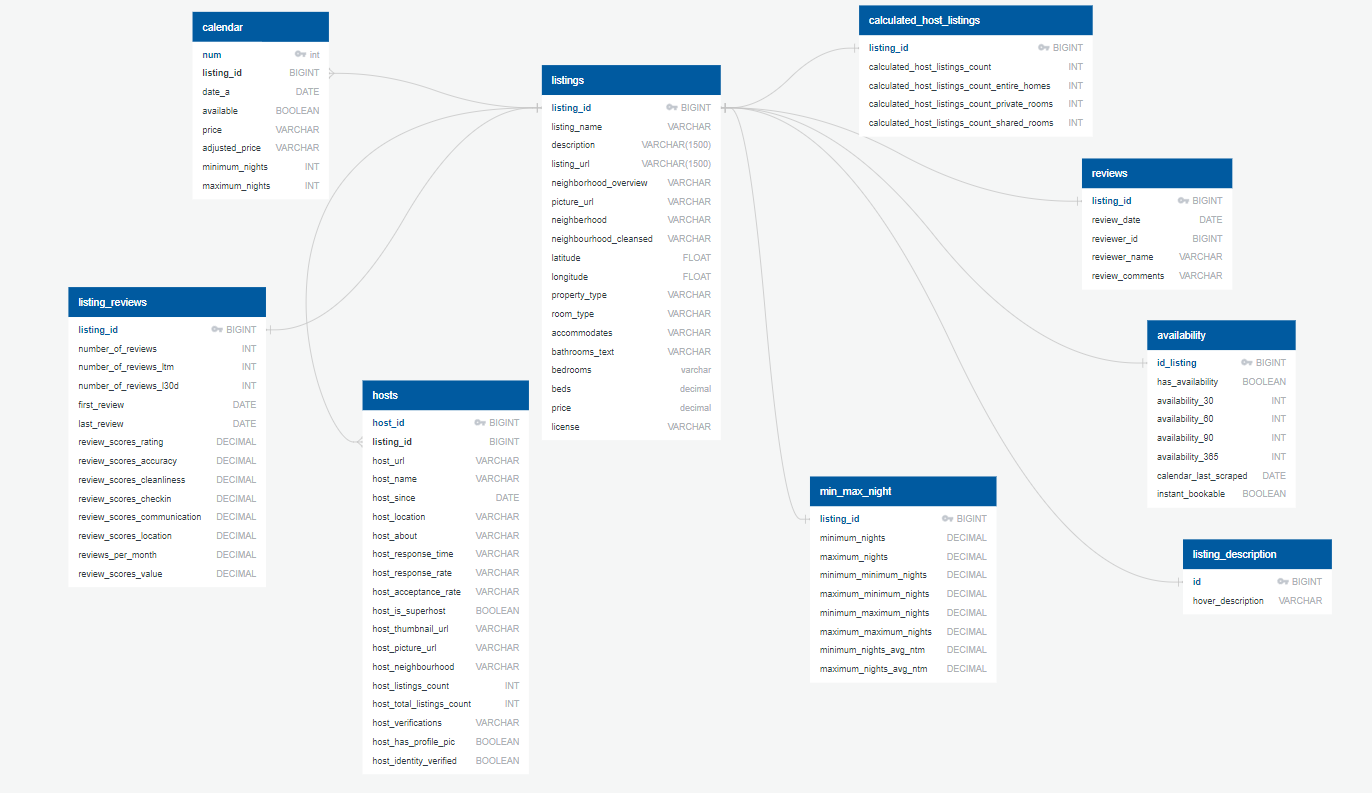 calendar
num int
listing_id BIGINT
date_a DATE
available BOOLEAN
price VARCHAR
adjusted_price VARCHAR
minimum_nights INT
maximum_nights INT
listings
listing_id BIGINT
listing_name VARCHAR
description VARCHAR(1500)
listing_url VARCHAR(1500)
neighborhood_overview VARCHAR
picture_url VARCHAR
neighberhood VARCHAR
neighbourhood_cleansed VARCHAR
latitude FLOAT
longitude FLOAT
property_type VARCHAR
room_type VARCHAR
accommodates VARCHAR
bathrooms_text VARCHAR
bedrooms varchar
beds decimal
price decimal
license VARCHAR
calculated_host_listings
listing_id BIGINT
calculated_host_listings_count INT
calculated_host_listings_count_entire_homes INT
calculated_host_listings_count_private_rooms INT
calculated_host_listings_count_shared_rooms INT
reviews
listing_id BIGINT
review_date DATE
reviewer_id BIGINT
reviewer_name VARCHAR
review_comments VARCHAR
listing_reviews
listing_id BIGINT
number_of_reviews INT
number_of_reviews_ltm INT
number_of_reviews_l30d INT
first_review DATE
last_review DATE
review_scores_rating DECIMAL
review_scores_accuracy DECIMAL
review_scores_cleanliness DECIMAL
review_scores_checkin DECIMAL
review_scores_communication DECIMAL
review_scores_location DECIMAL
reviews_per_month DECIMAL
review_scores_value DECIMAL
hosts
host_id BIGINT
listing_id BIGINT
host_url VARCHAR
host_name VARCHAR
host_since DATE
host_location VARCHAR
host_about VARCHAR
host_response_time VARCHAR
host_response_rate VARCHAR
host_acceptance_rate VARCHAR
host_is_superhost BOOLEAN
host_thumbnail_url VARCHAR
host_picture_url VARCHAR
host_neighbourhood VARCHAR
host_listings_count INT
host_total_listings_count INT
host_verifications VARCHAR
host_has_profile_pic BOOLEAN
host_identity_verified BOOLEAN
availability
id_listing BIGINT
has_availability BOOLEAN
availability_30 INT
availability_60 INT
availability_90 INT
availability_365 INT
calendar_last_scraped DATE
instant_bookable BOOLEAN
min_max_night
listing_id BIGINT
minimum_nights DECIMAL
maximum_nights DECIMAL
minimum_minimum_nights DECIMAL
maximum_minimum_nights DECIMAL
minimum_maximum_nights DECIMAL
maximum_maximum_nights DECIMAL
minimum_nights_avg_ntm DECIMAL
maximum_nights_avg_ntm DECIMAL
listing_description
id BIGINT
hover_description VARCHAR